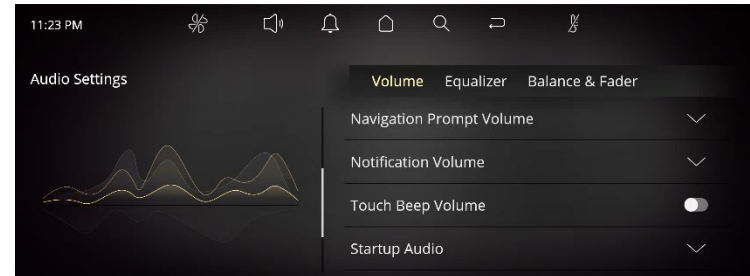 11:23 PM
Audio Settings
Volume Equalizer Balance & Fader
Navigation Prompt Volume
Notification Volume
Touch Beep Volume
Startup Audio